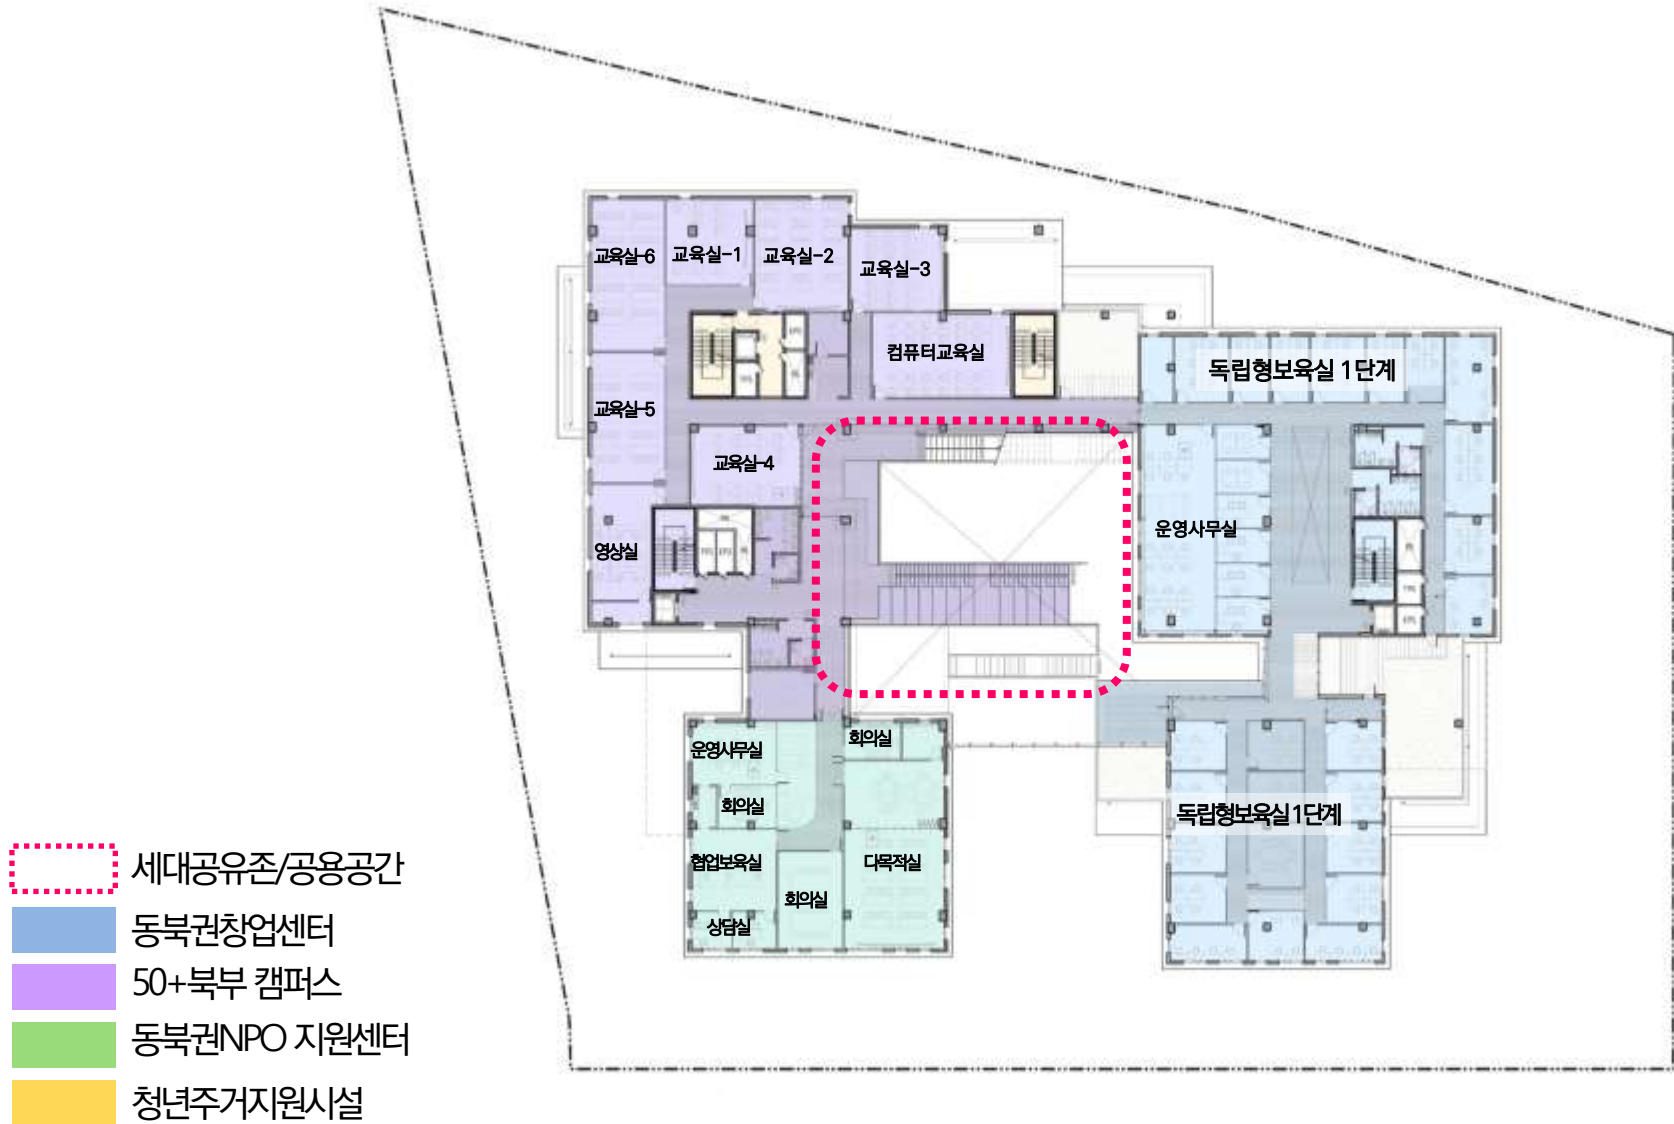 교육실-6
교육실-1
교육실-2
교육실-3
컴퓨터교육실
독립형보육실 1단계
교육실-5
교육실-4
영상실
운영사무실
운영사무실
회의실
회의실
독립형보육실1단계
협업보육실
다목적실
회의실
상담실
세대공유존/공용공간
동북권창업센터
50+북부 캠퍼스
동북권NPO 지원센터
청년주거지원시설